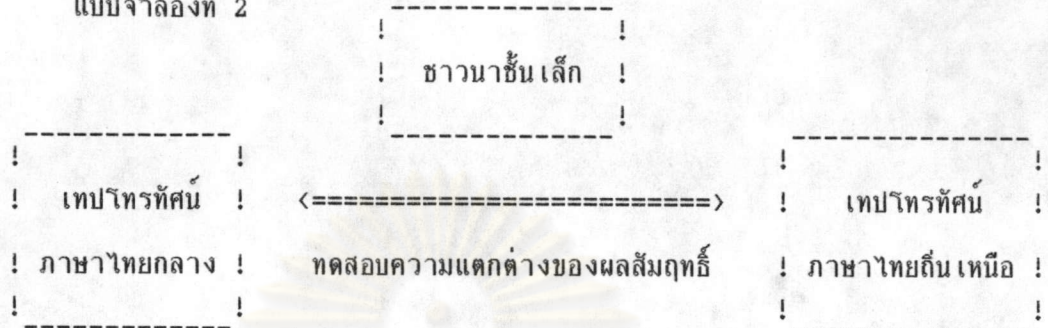 แบบจำลองที่ 2
ชาวนาชั้นเล็ก
เทปโทรทัศน์ <=========================> เทปโทรทัศน์
ภาษาไทยกลาง ทดสอบความแตกต่างของผลสัมฤทธิ์ ภาษาไทยถิ่นเหนือ